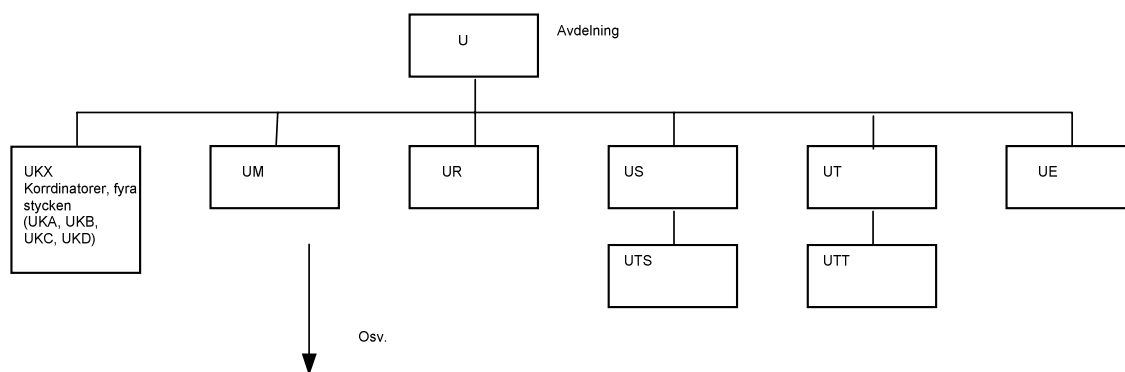 U
Avdelning
UKX
Korrdinatorer, fyra
stycken
(UKA, UKB,
UKC, UKD)
UM
UR
US
UT
UE
UTS
UTT
Osv.